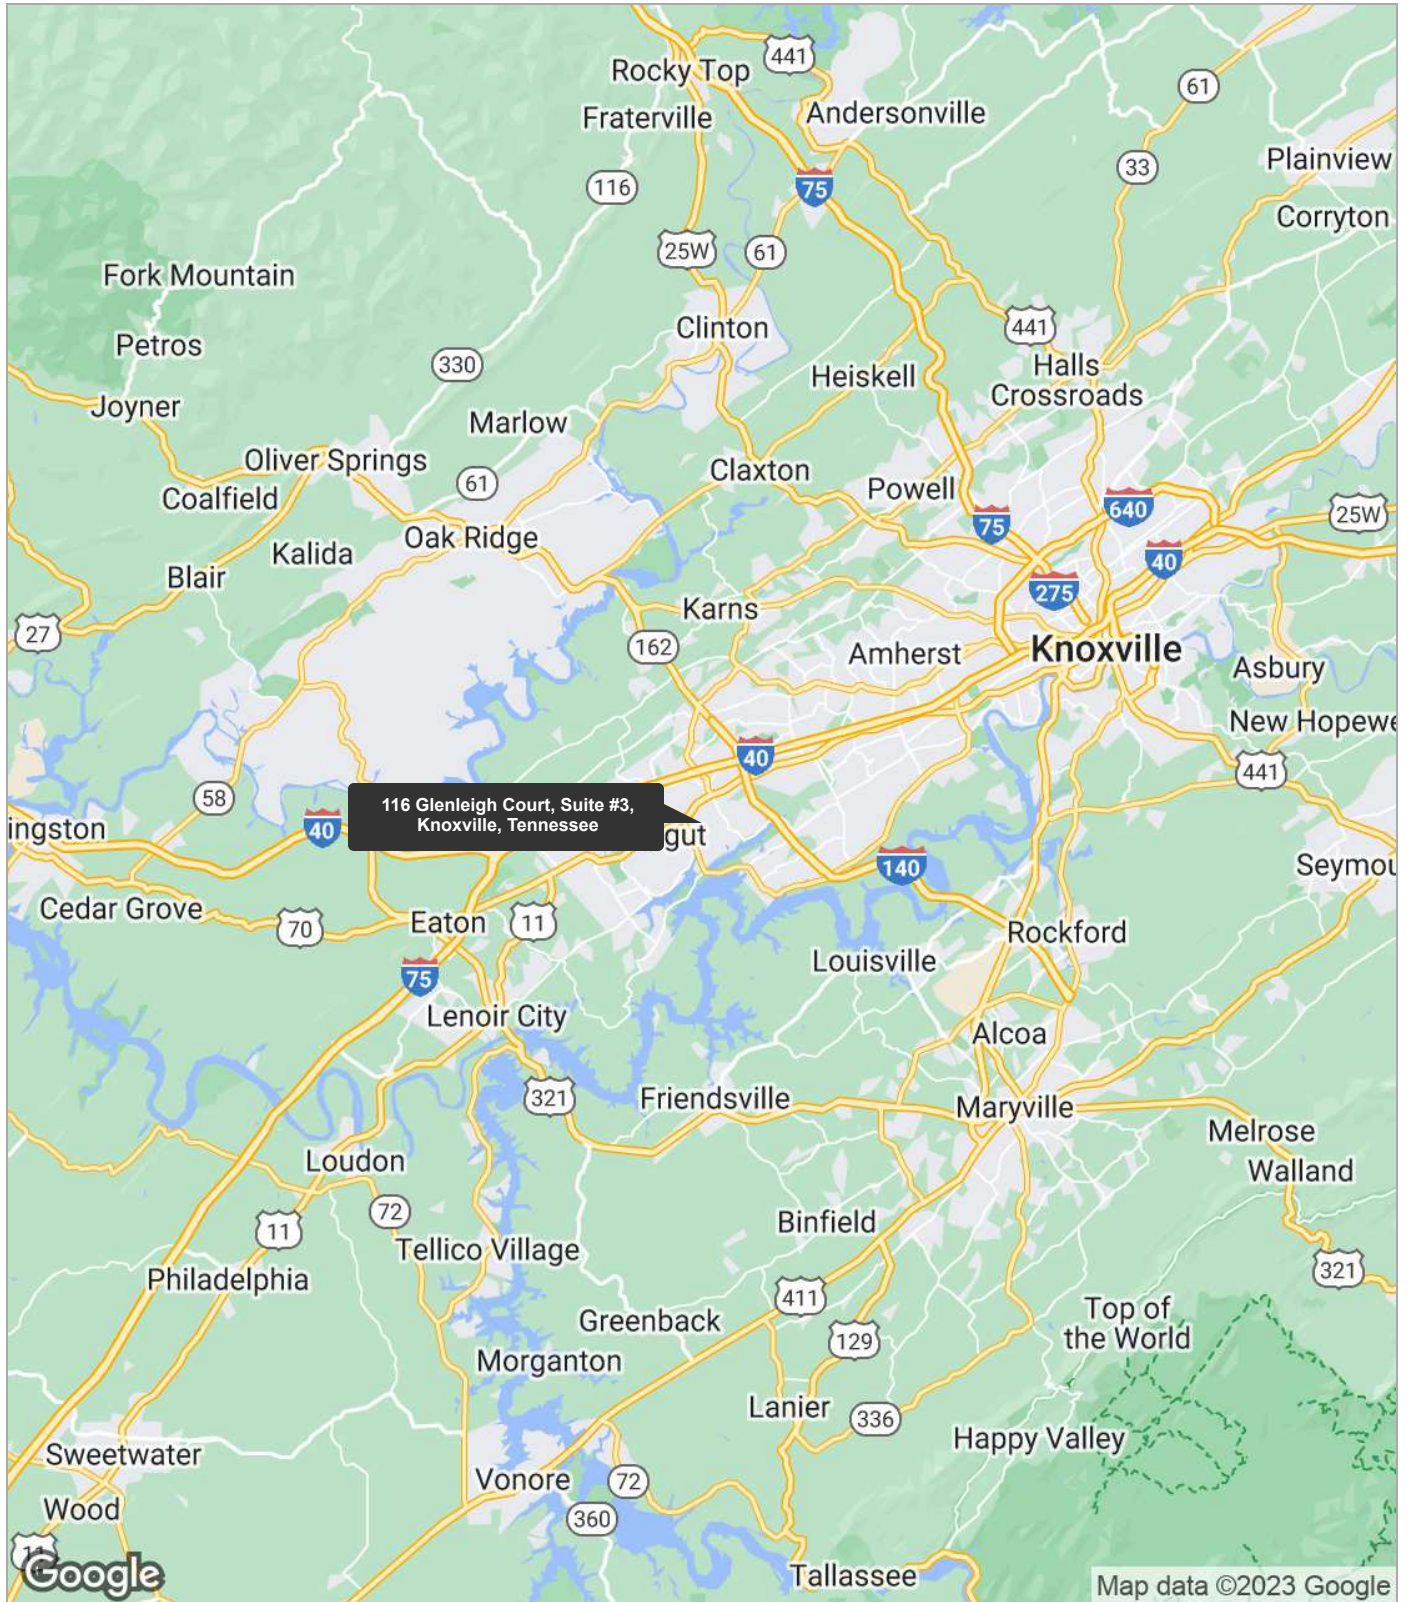 441
Rocky Top
61
Fraterville
Andersonville
Plainview
33
116
75
Corryton
25W
61
Fork Mountain
Clinton
441
Petros
330
Halls
Crossroads
Heiskell
Joyner
Marlow
Oliver Springs
61
Claxton
Coalfield
Powell
640
25W
75
Oak Ridge
Kalida
40
Blair
275
Karns
27
162
Amherst
Knoxville
Asbury
New Hopewe
40
441
58
116 Glenleigh Court, Suite #3,
Knoxville, Tennessee
ingston
40
gut
140
Seymou
Cedar Grove
70
Eaton
11
Rockford
Louisville
75
Lenoir City
Alcoa
321
Friendsville
Maryville
Melrose
Loudon
Walland
72
11
Binfield
Tellico Village
Philadelphia
321
411
Top of
the World
Greenback
129
Morganton
Lanier
336
Happy Valley
Sweetwater
Vonore
72
Wood
360
11
Google
Tallassee
Map data ©2023 Google